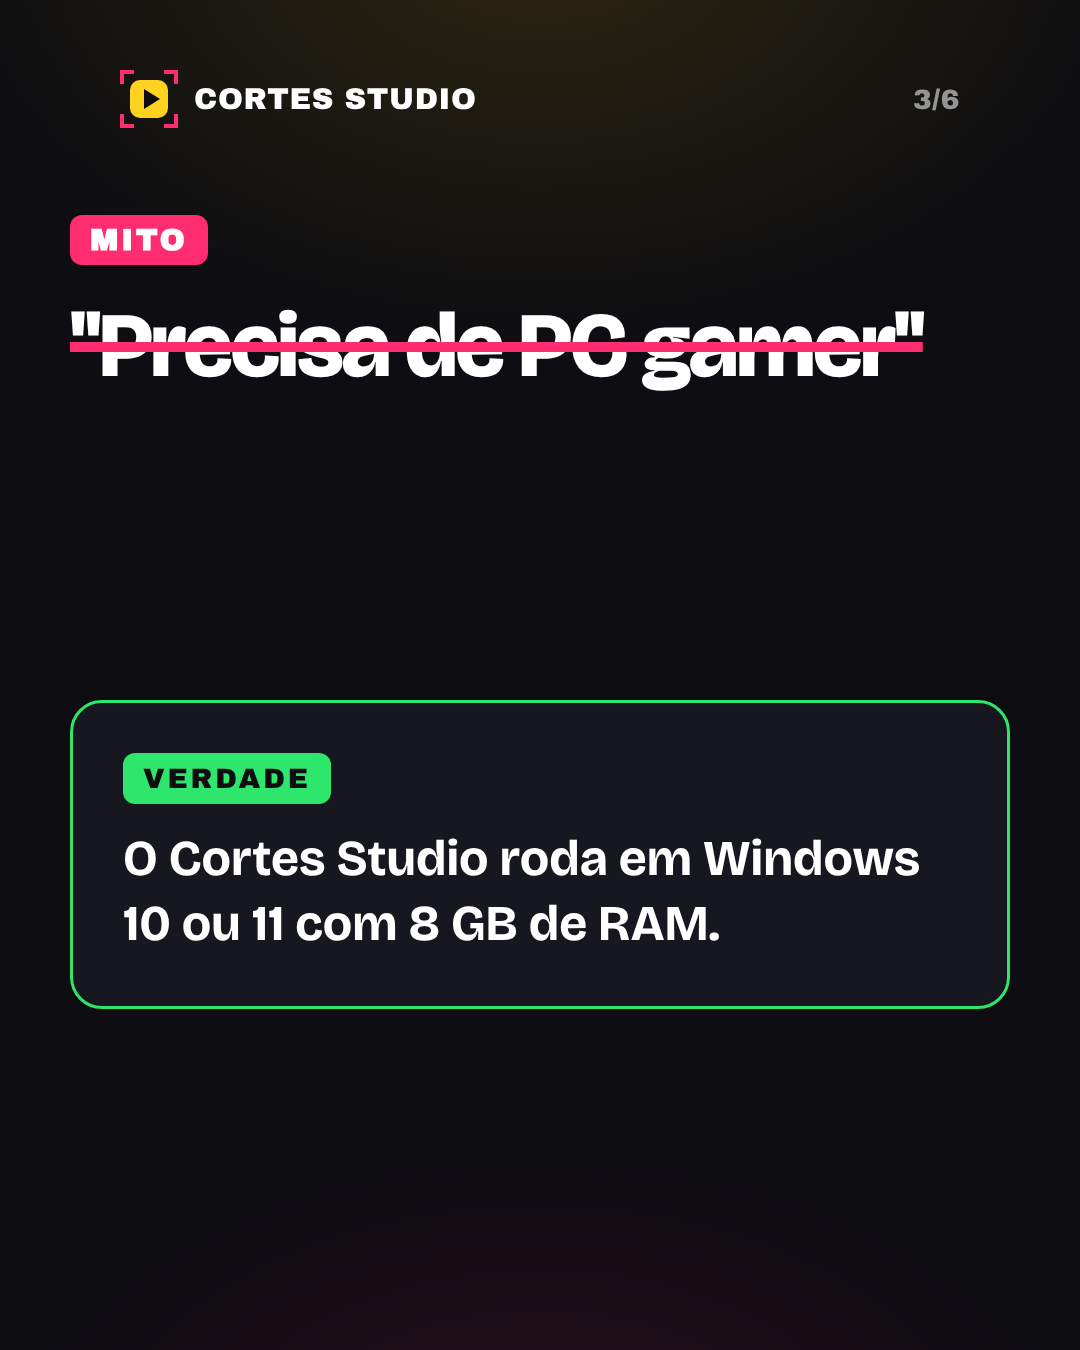 CORTES STUDIO
3/6
MITO
"Precisa de PC gamer"
VERDADE
O Cortes Studio roda em Windows
10 ou 11 com 8 GB de RAM.